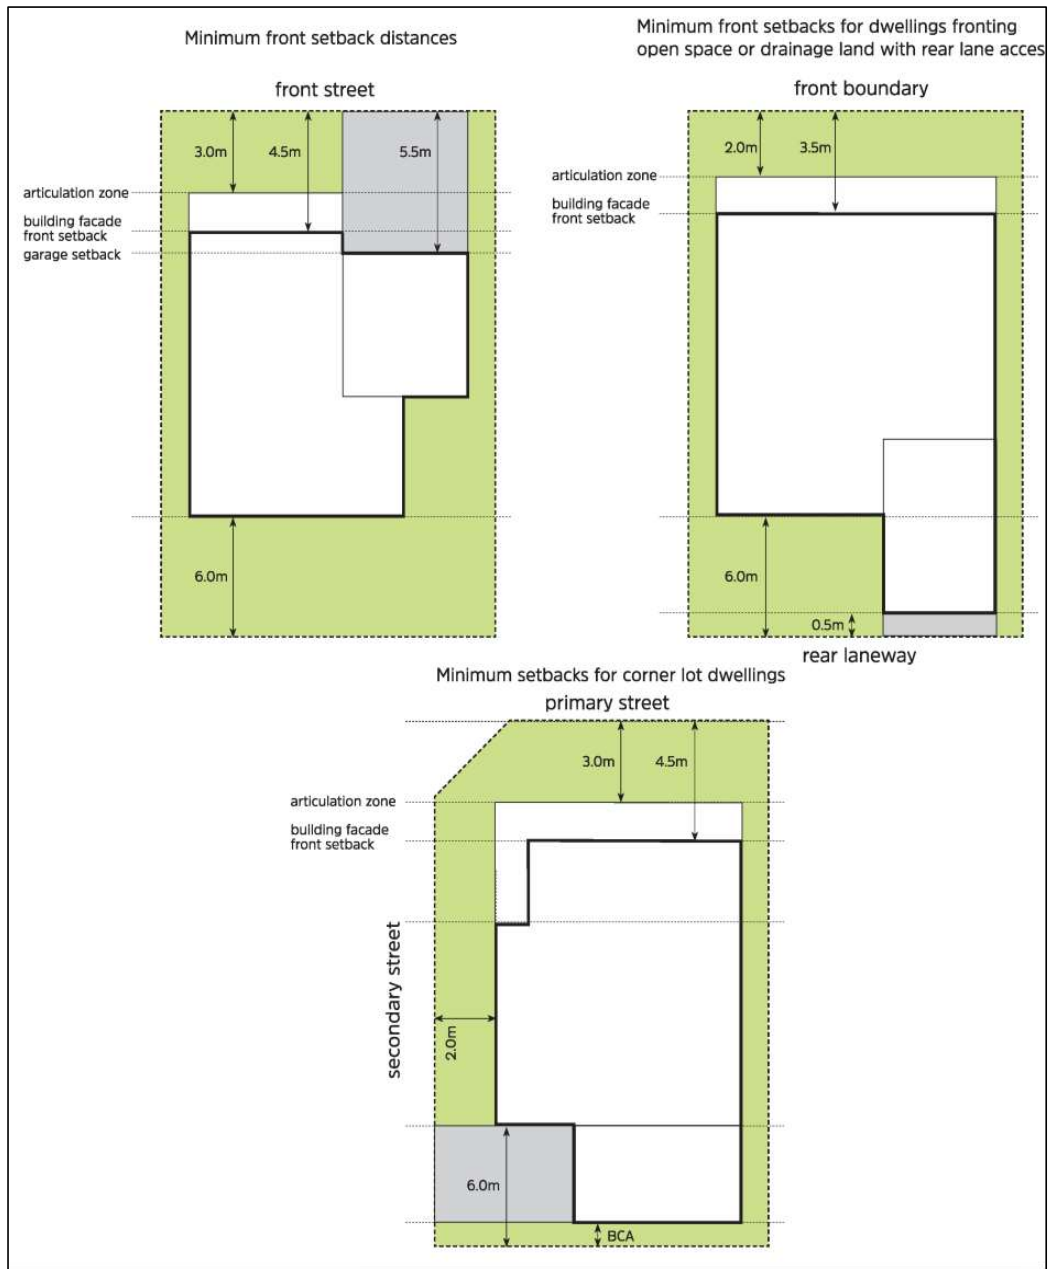 Minimum front setback distances
front street
3.0m
4.5m
5.5m
articulation zone
building facade
front setback
garage setback
6.0m
Minimum front setbacks for dwellings fronting
open space or drainage land with rear lane acces
front boundary
2.0m
3.5m
articulation zone
building facade
front setback
6.0m
0.5m
rear laneway
Minimum setbacks for corner lot dwellings
primary street
3.0m
4.5m
articulation zone
building facade
front setback
secondary street
2.0m
6.0m
BCA